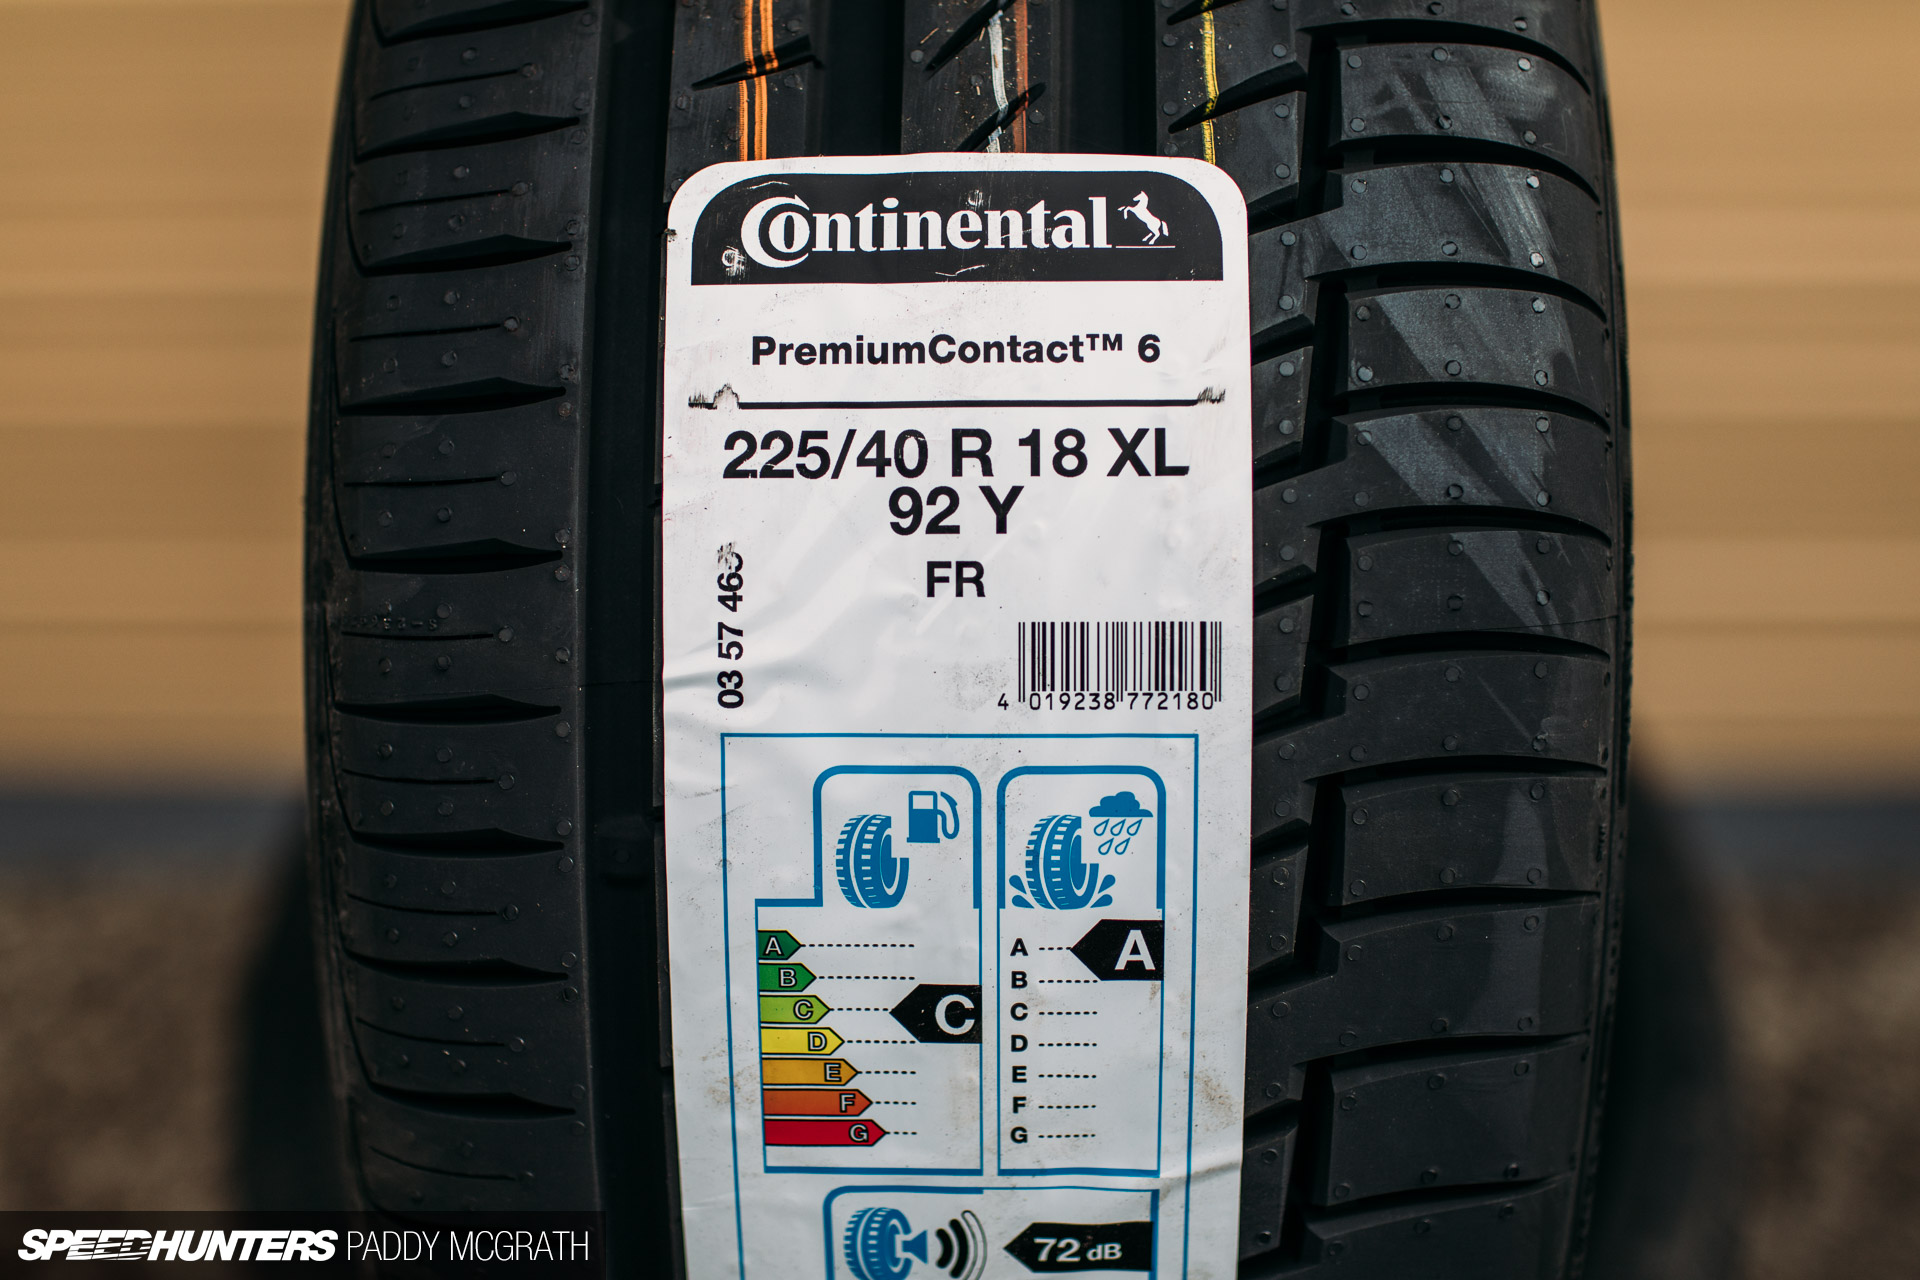 Continental
PremiumContact™ 6
225/40 R 18 XL
92 Y
FR
03 57 465
4 019238 772180
A
B
C
D
E
F
G
C
A
B
C
D
E
F
G
A
72 dB
SPEEDHUNTERS PADDY MCGRATH